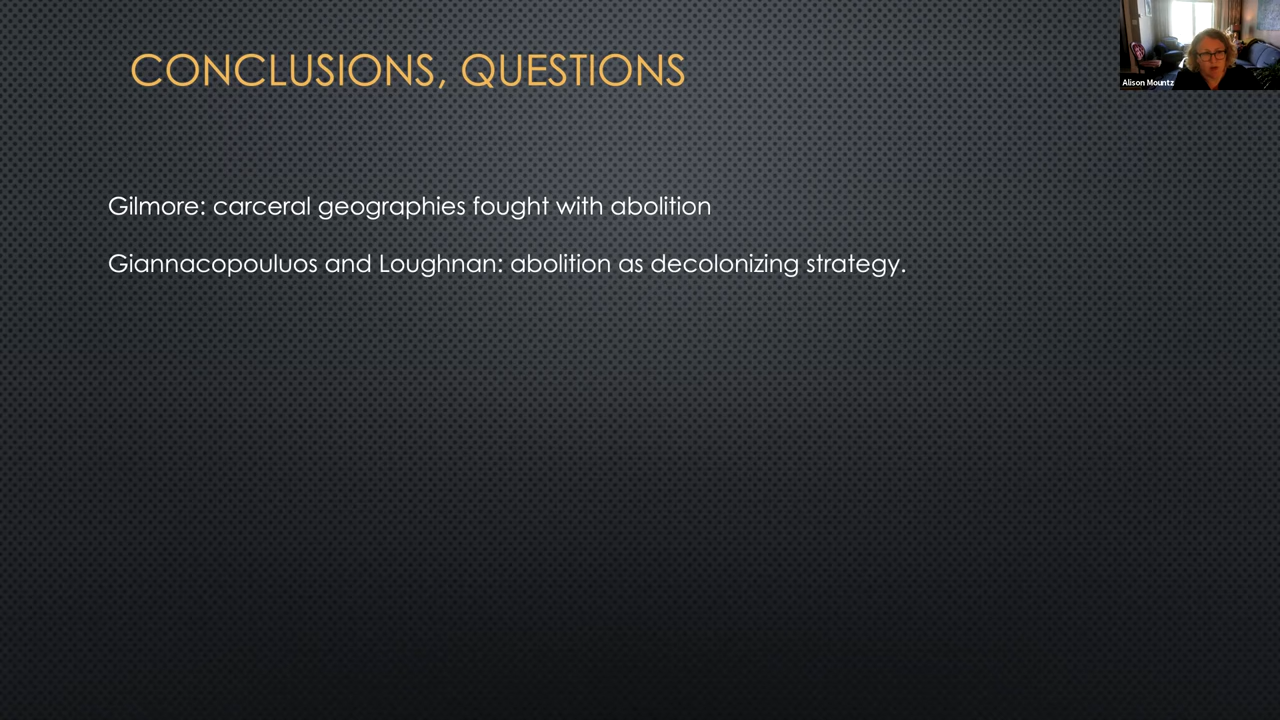 CONCLUSIONS, QUESTIONS
Alison Mountz
Gilmore: carceral geographies fought with abolition
Giannacopouluos and Loughnan: abolition as decolonizing strategy.